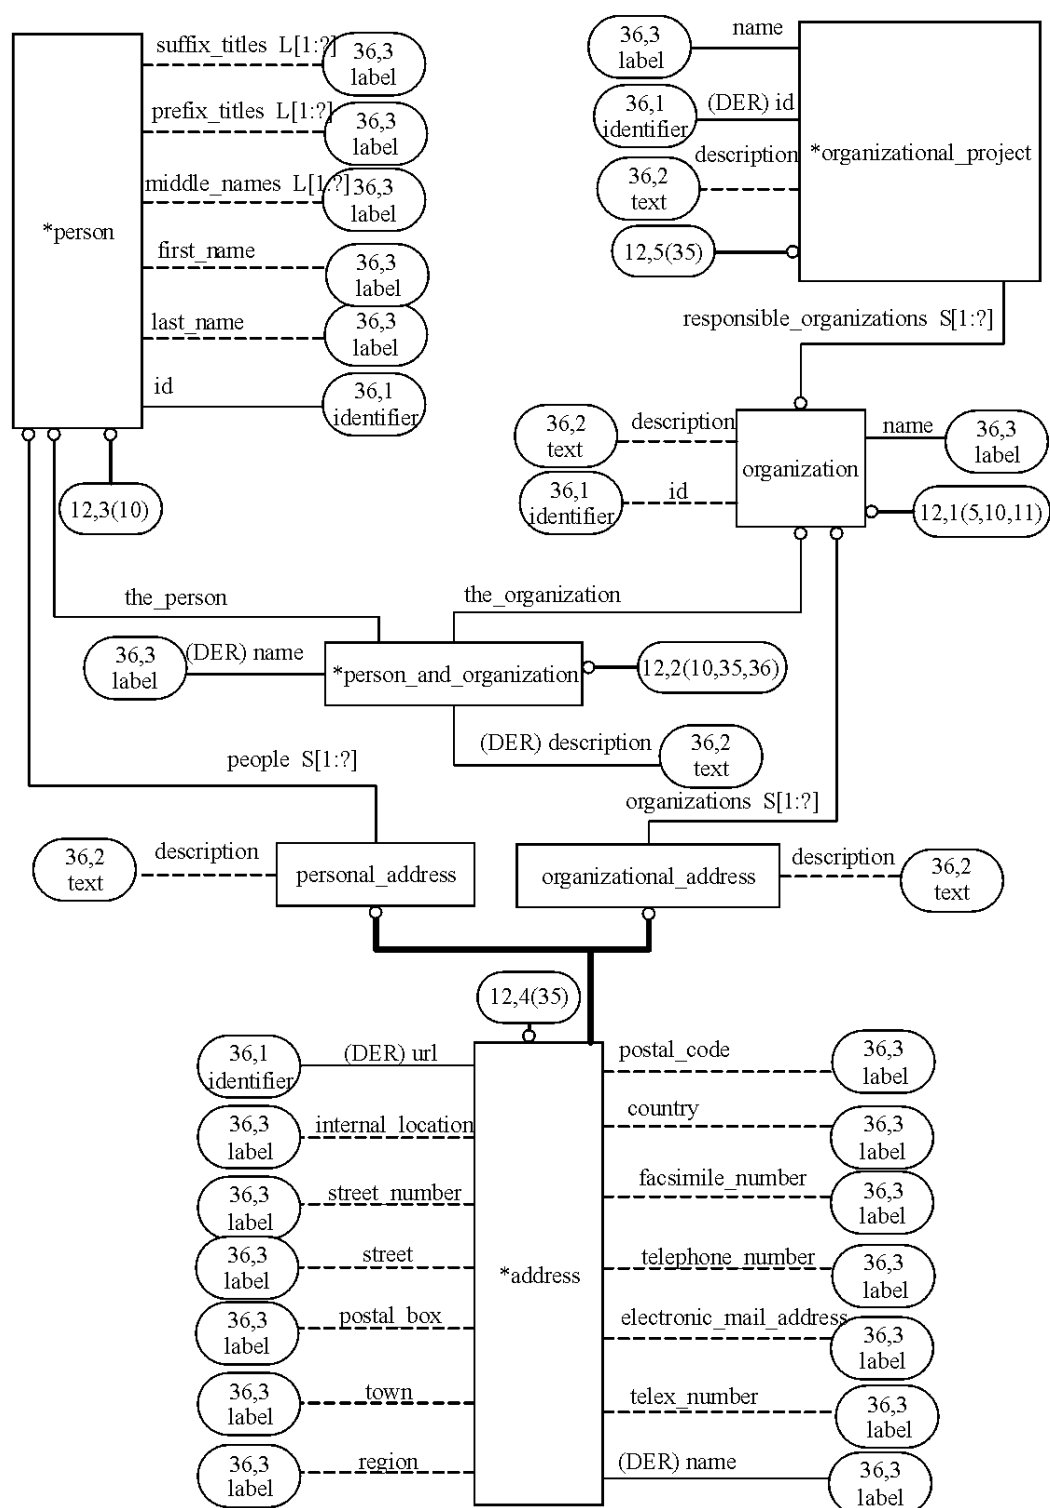 suffix_titles L[1:?]
36,3
label
prefix_titles L[1:?]
36,3
label
middle_names L[1:?]
36,3
label
*person
first_name
36,3
label
last_name
36,3
label
id
36,1
identifier
12,3(10)
name
36,3
label
(DER) id
36,1
identifier
description
36,2
text
*organizational_project
12,5(35)
responsible_organizations S[1:?]
description
36,2
text
id
36,1
identifier
organization
name
36,3
label
12,1(5,10,11)
the_person
the_organization
(DER) name
36,3
label
*person_and_organization
12,2(10,35,36)
(DER) description
36,2
text
people S[1:?]
organizations S[1:?]
description
36,2
text
personal_address
organizational_address
description
36,2
text
12,4(35)
(DER) url
36,1
identifier
internal_location
36,3
label
street_number
36,3
label
street
36,3
label
postal_box
36,3
label
town
36,3
label
region
36,3
label
*address
postal_code
36,3
label
country
36,3
label
facsimile_number
36,3
label
telephone_number
36,3
label
electronic_mail_address
36,3
label
telex_number
36,3
label
(DER) name
36,3
label